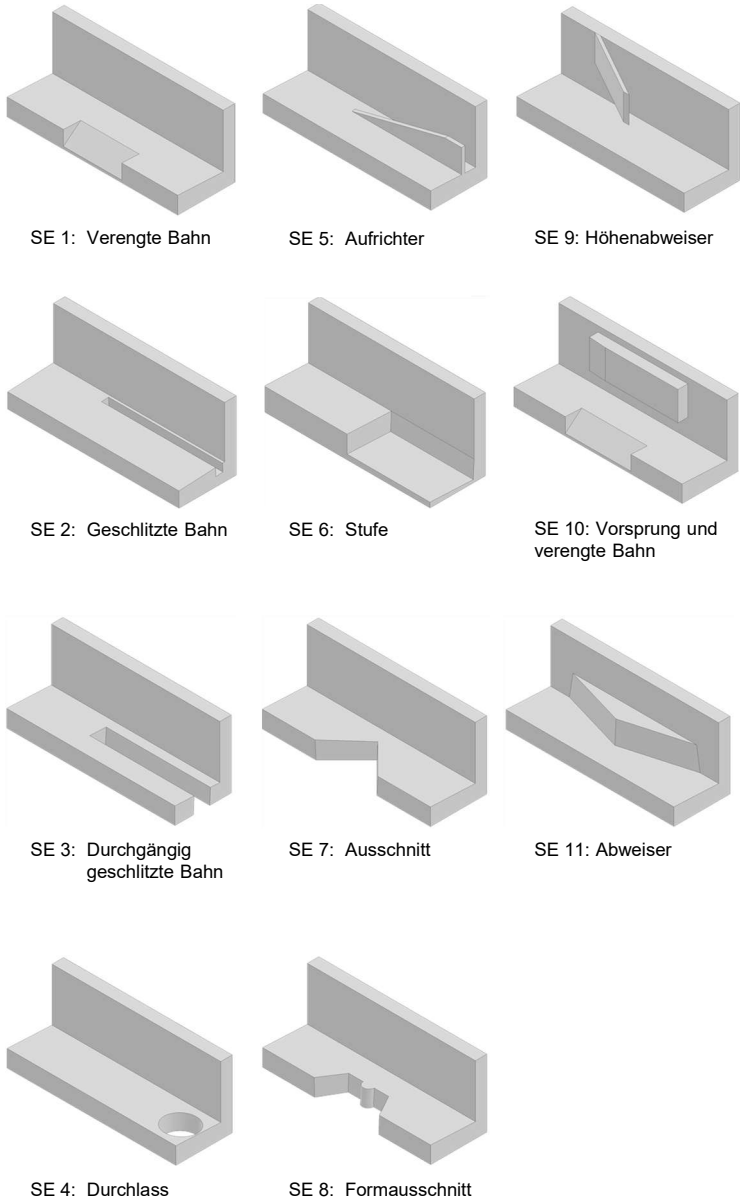 SE 1: Verengte Bahn
SE 5: Aufrichter
SE 9: Höhenabweiser
SE 2: Geschlitzte Bahn
SE 6: Stufe
SE 10: Vorsprung und
verengte Bahn
SE 3: Durchgängig
geschlitzte Bahn
SE 7: Ausschnitt
SE 11: Abweiser
SE 4: Durchlass
SE 8: Formausschnitt